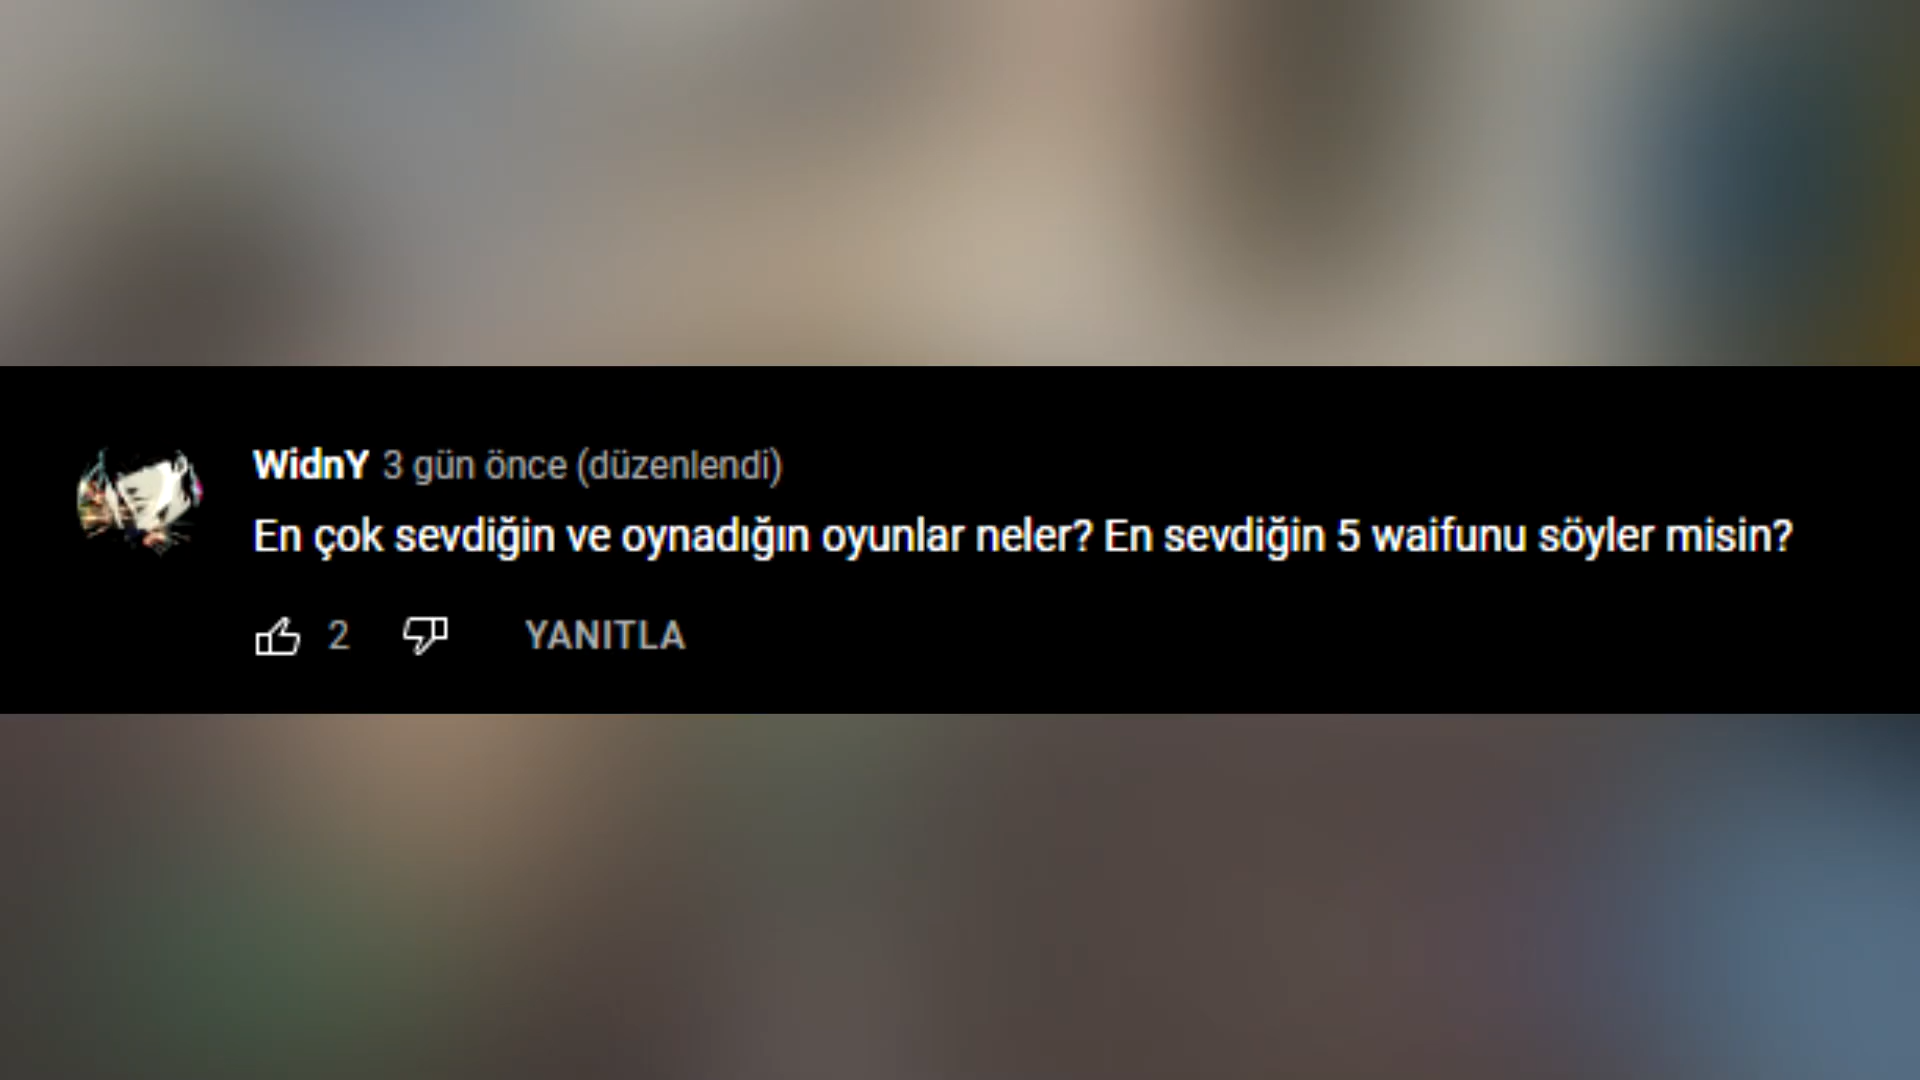 WidnY 3 gün önce (düzenlendi)
En çok sevdiğin ve oynadığın oyunlar neler? En sevdiğin 5 waifunu söyler misin?
2 YANITLA